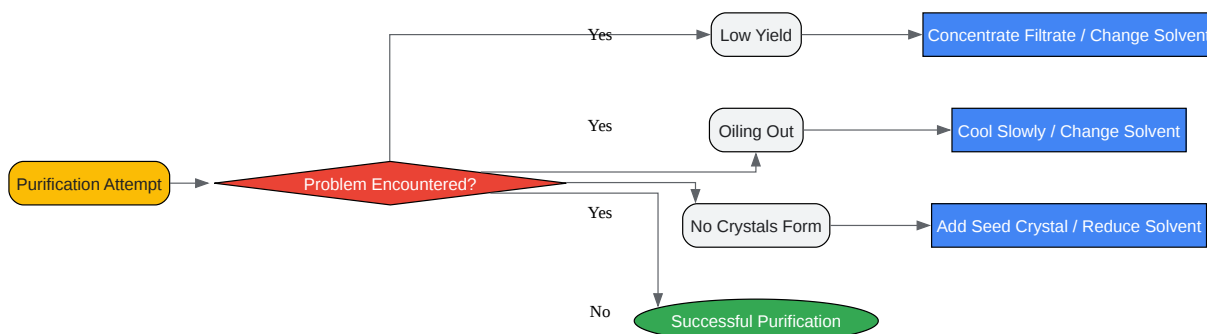 Yes
Low Yield
Concentrate Filtrate / Change Solvent
Yes
Oiling Out
Cool Slowly / Change Solvent
Purification Attempt
Problem Encountered?
Yes
No Crystals Form
Add Seed Crystal / Reduce Solvent
No
Successful Purification